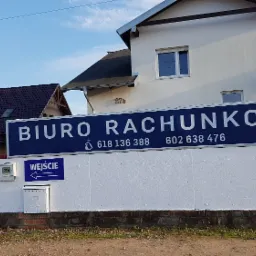 BIURO RACHUNKO
618 136 388 602 638 476
WEJŚCIE